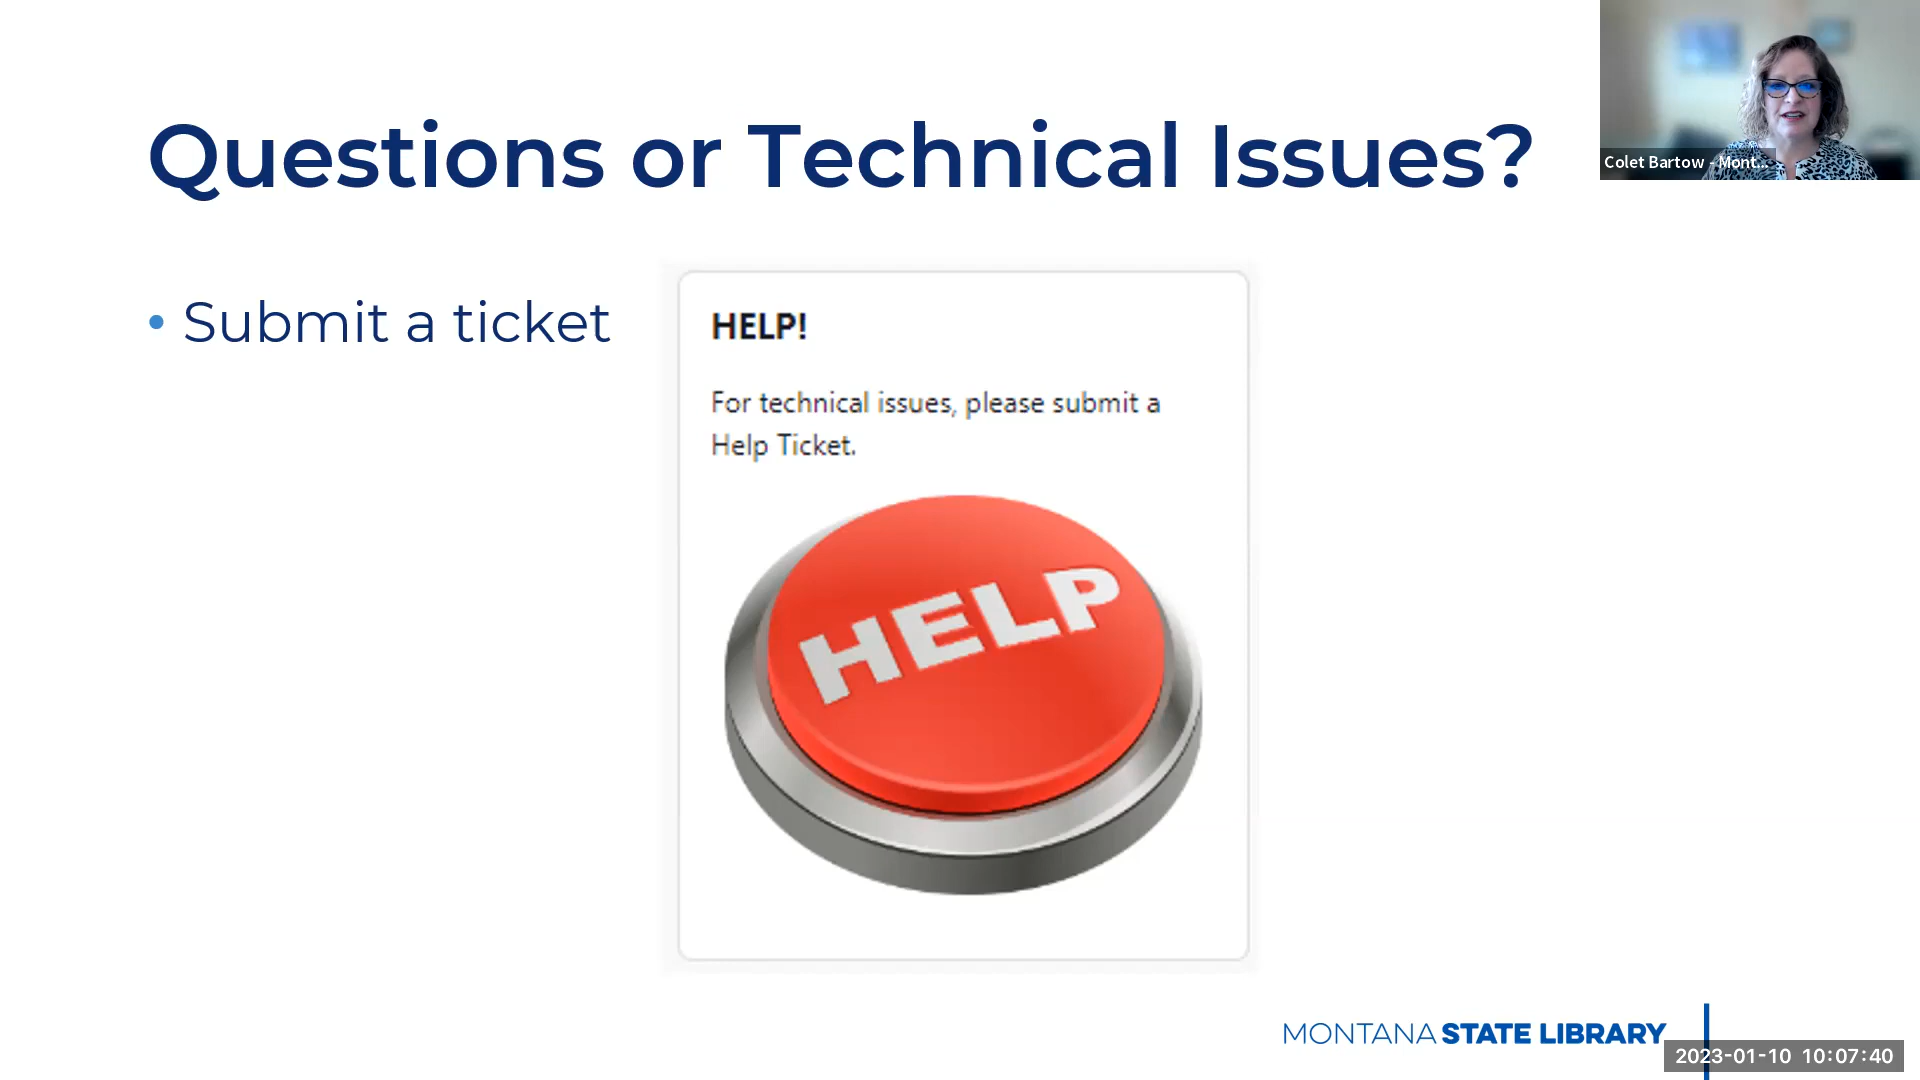 Questions or Technical Issues?
Colet Bartow - Mont...
• Submit a ticket
HELP!
For technical issues, please submit a
Help Ticket.
HELP
MONTANA STATE LIBRARY
2023-01-10 10:07:40